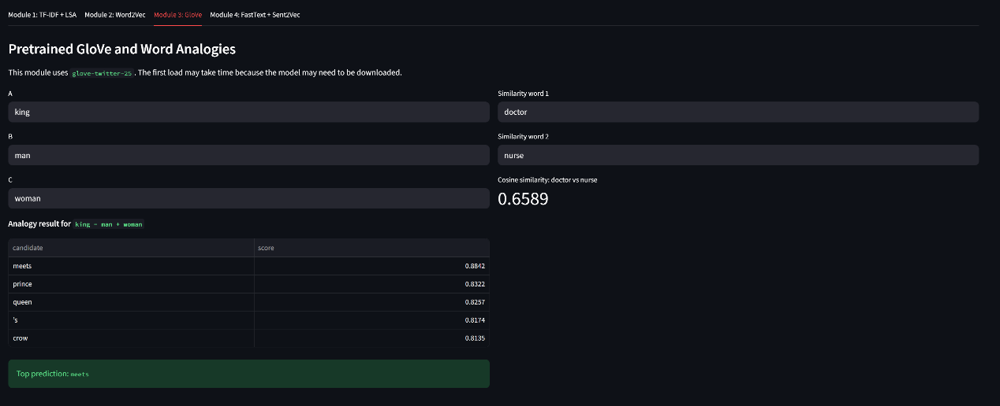 Module 1: TF-IDF + LSA Module 2: Word2Vec Module 3: GloVe Module 4: FastText + Sent2Vec
Pretrained GloVe and Word Analogies
This module uses glove-twitter-25. The first load may take time because the model may need to be downloaded.
A
king
B
man
C
woman
Analogy result for king - man + woman
candidate score
meets 0.8842
prince 0.8322
queen 0.8257
's 0.8174
crow 0.8135
Top prediction: meets
Similarity word 1
doctor
Similarity word 2
nurse
Cosine similarity: doctor vs nurse
0.6589